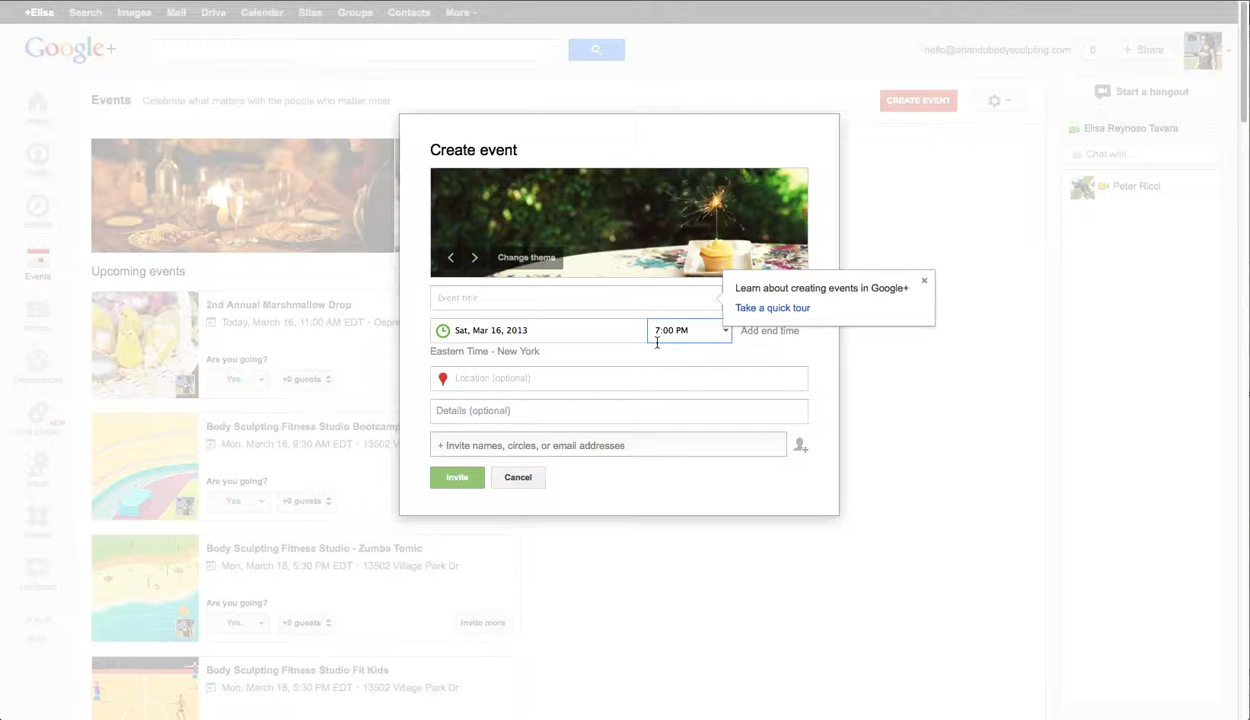 +Elisa Search Images Mail Drive Calendar Sites Groups Contacts More
Google+
hello@orlandobodysculpting.com 0 + Share
Events Celebrate what matters with the people who matter most
CREATE EVENT
Start a hangout
Elisa Reynoso Tavara
Chat with...
Peter Ricci
Create event
Change theme
Event title
Learn about creating events in Google+
Take a quick tour
Sat, Mar 16, 2013
7:00 PM
Add end time
Eastern Time - New York
Location (optional)
Details (optional)
+ Invite names, circles, or email addresses
Invite Cancel
Events
Upcoming events
2nd Annual Marshmallow Drop
Today, March 16, 11:00 AM EDT · Ospre
Are you going?
Yes +0 guests
Body Sculpting Fitness Studio Bootcamp
Mon, March 18, 9:30 AM EDT · 13502
Are you going?
Yes +0 guests
NEW
Body Sculpting Fitness Studio - Zumba Tomic
Mon, March 18, 5:30 PM EDT · 13502 Village Park Dr
Are you going?
Yes +0 guests
Invite more
Body Sculpting Fitness Studio Fit Kids
Mon, March 18, 5:30 PM EDT · 13502 Village Park Dr